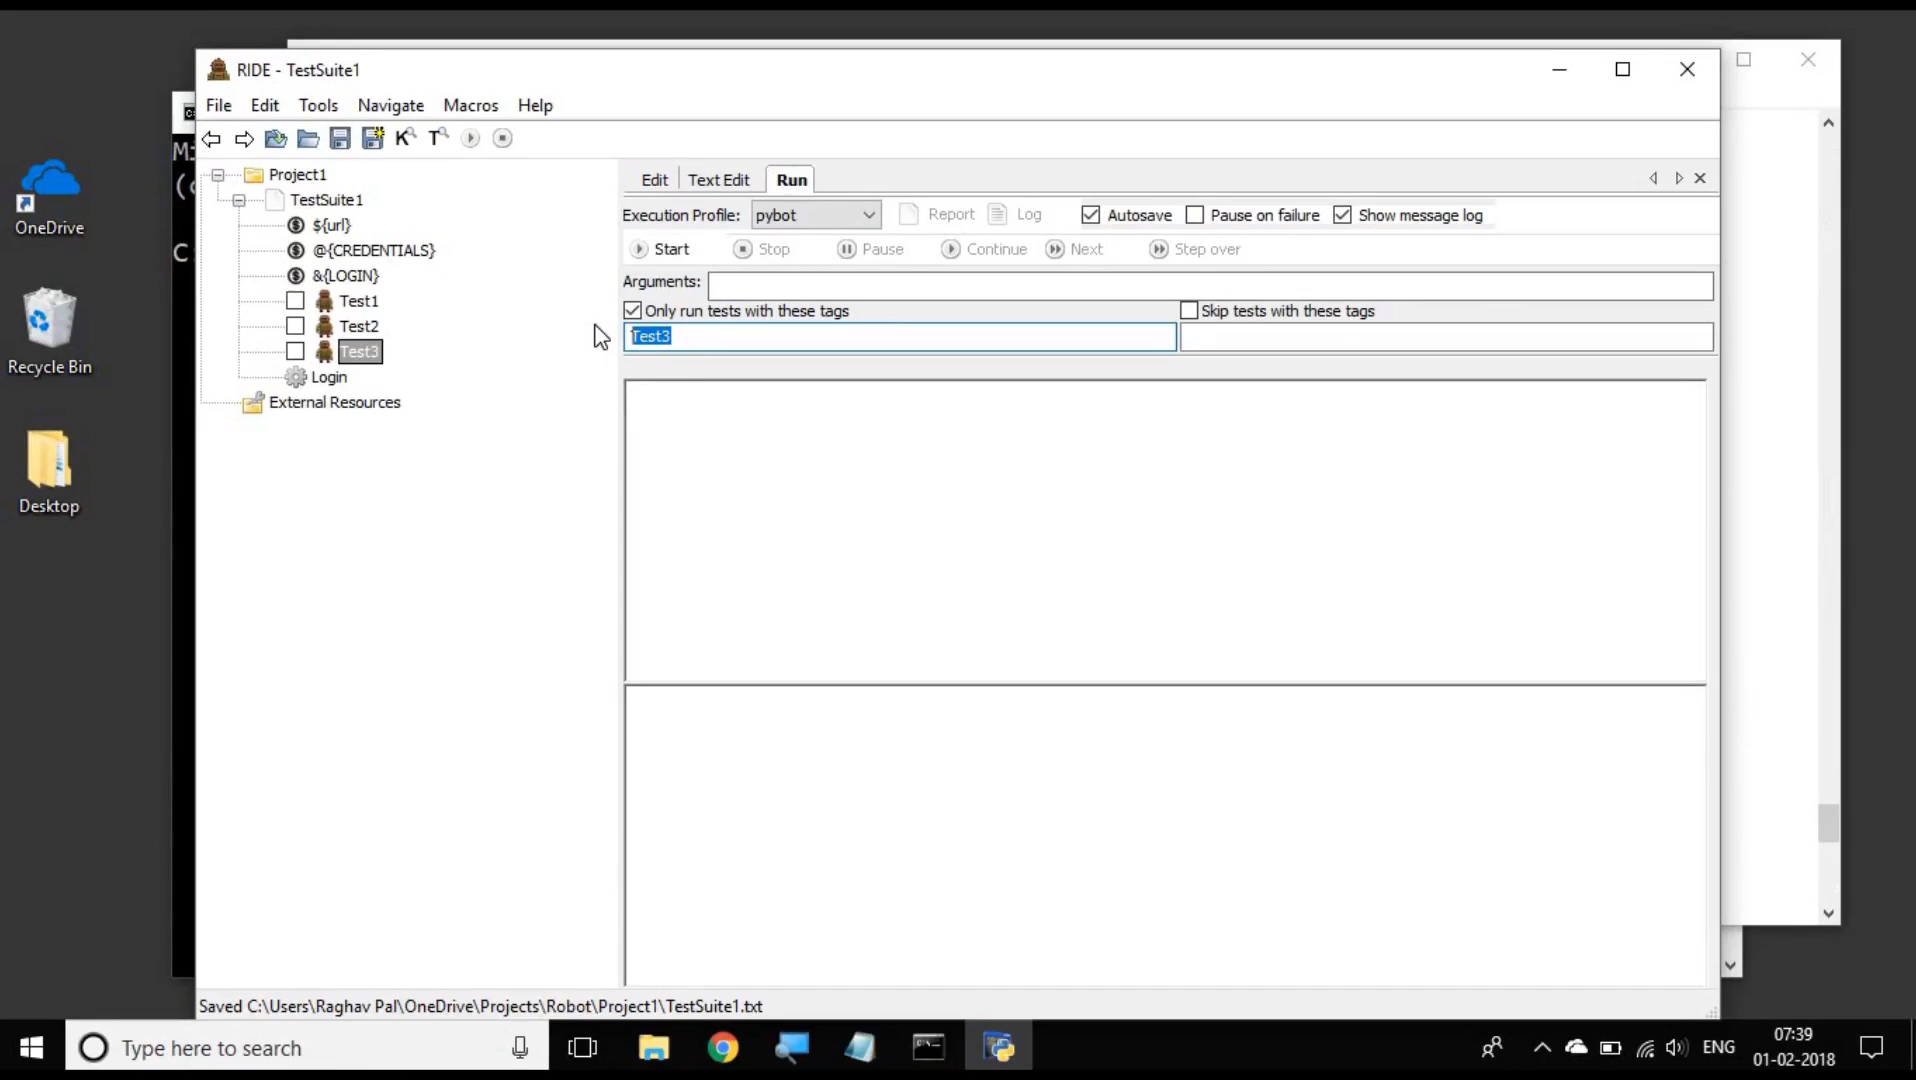 RIDE - TestSuite1
File Edit Tools Navigate Macros Help
Project1
TestSuite1
${url}
@{CREDENTIALS}
&{LOGIN}
Test1
Test2
Test3
Login
External Resources
Edit Text Edit Run
Execution Profile: pybot Report Log Autosave Pause on failure Show message log
Start Stop Pause Continue Next Step over
Arguments:
Only run tests with these tags Skip tests with these tags
Test3
Saved C:\Users\Raghav Pal\OneDrive\Projects\Robot\Project1\TestSuite1.txt
OneDrive
Recycle Bin
Desktop
Type here to search
ENG
07:39
01-02-2018